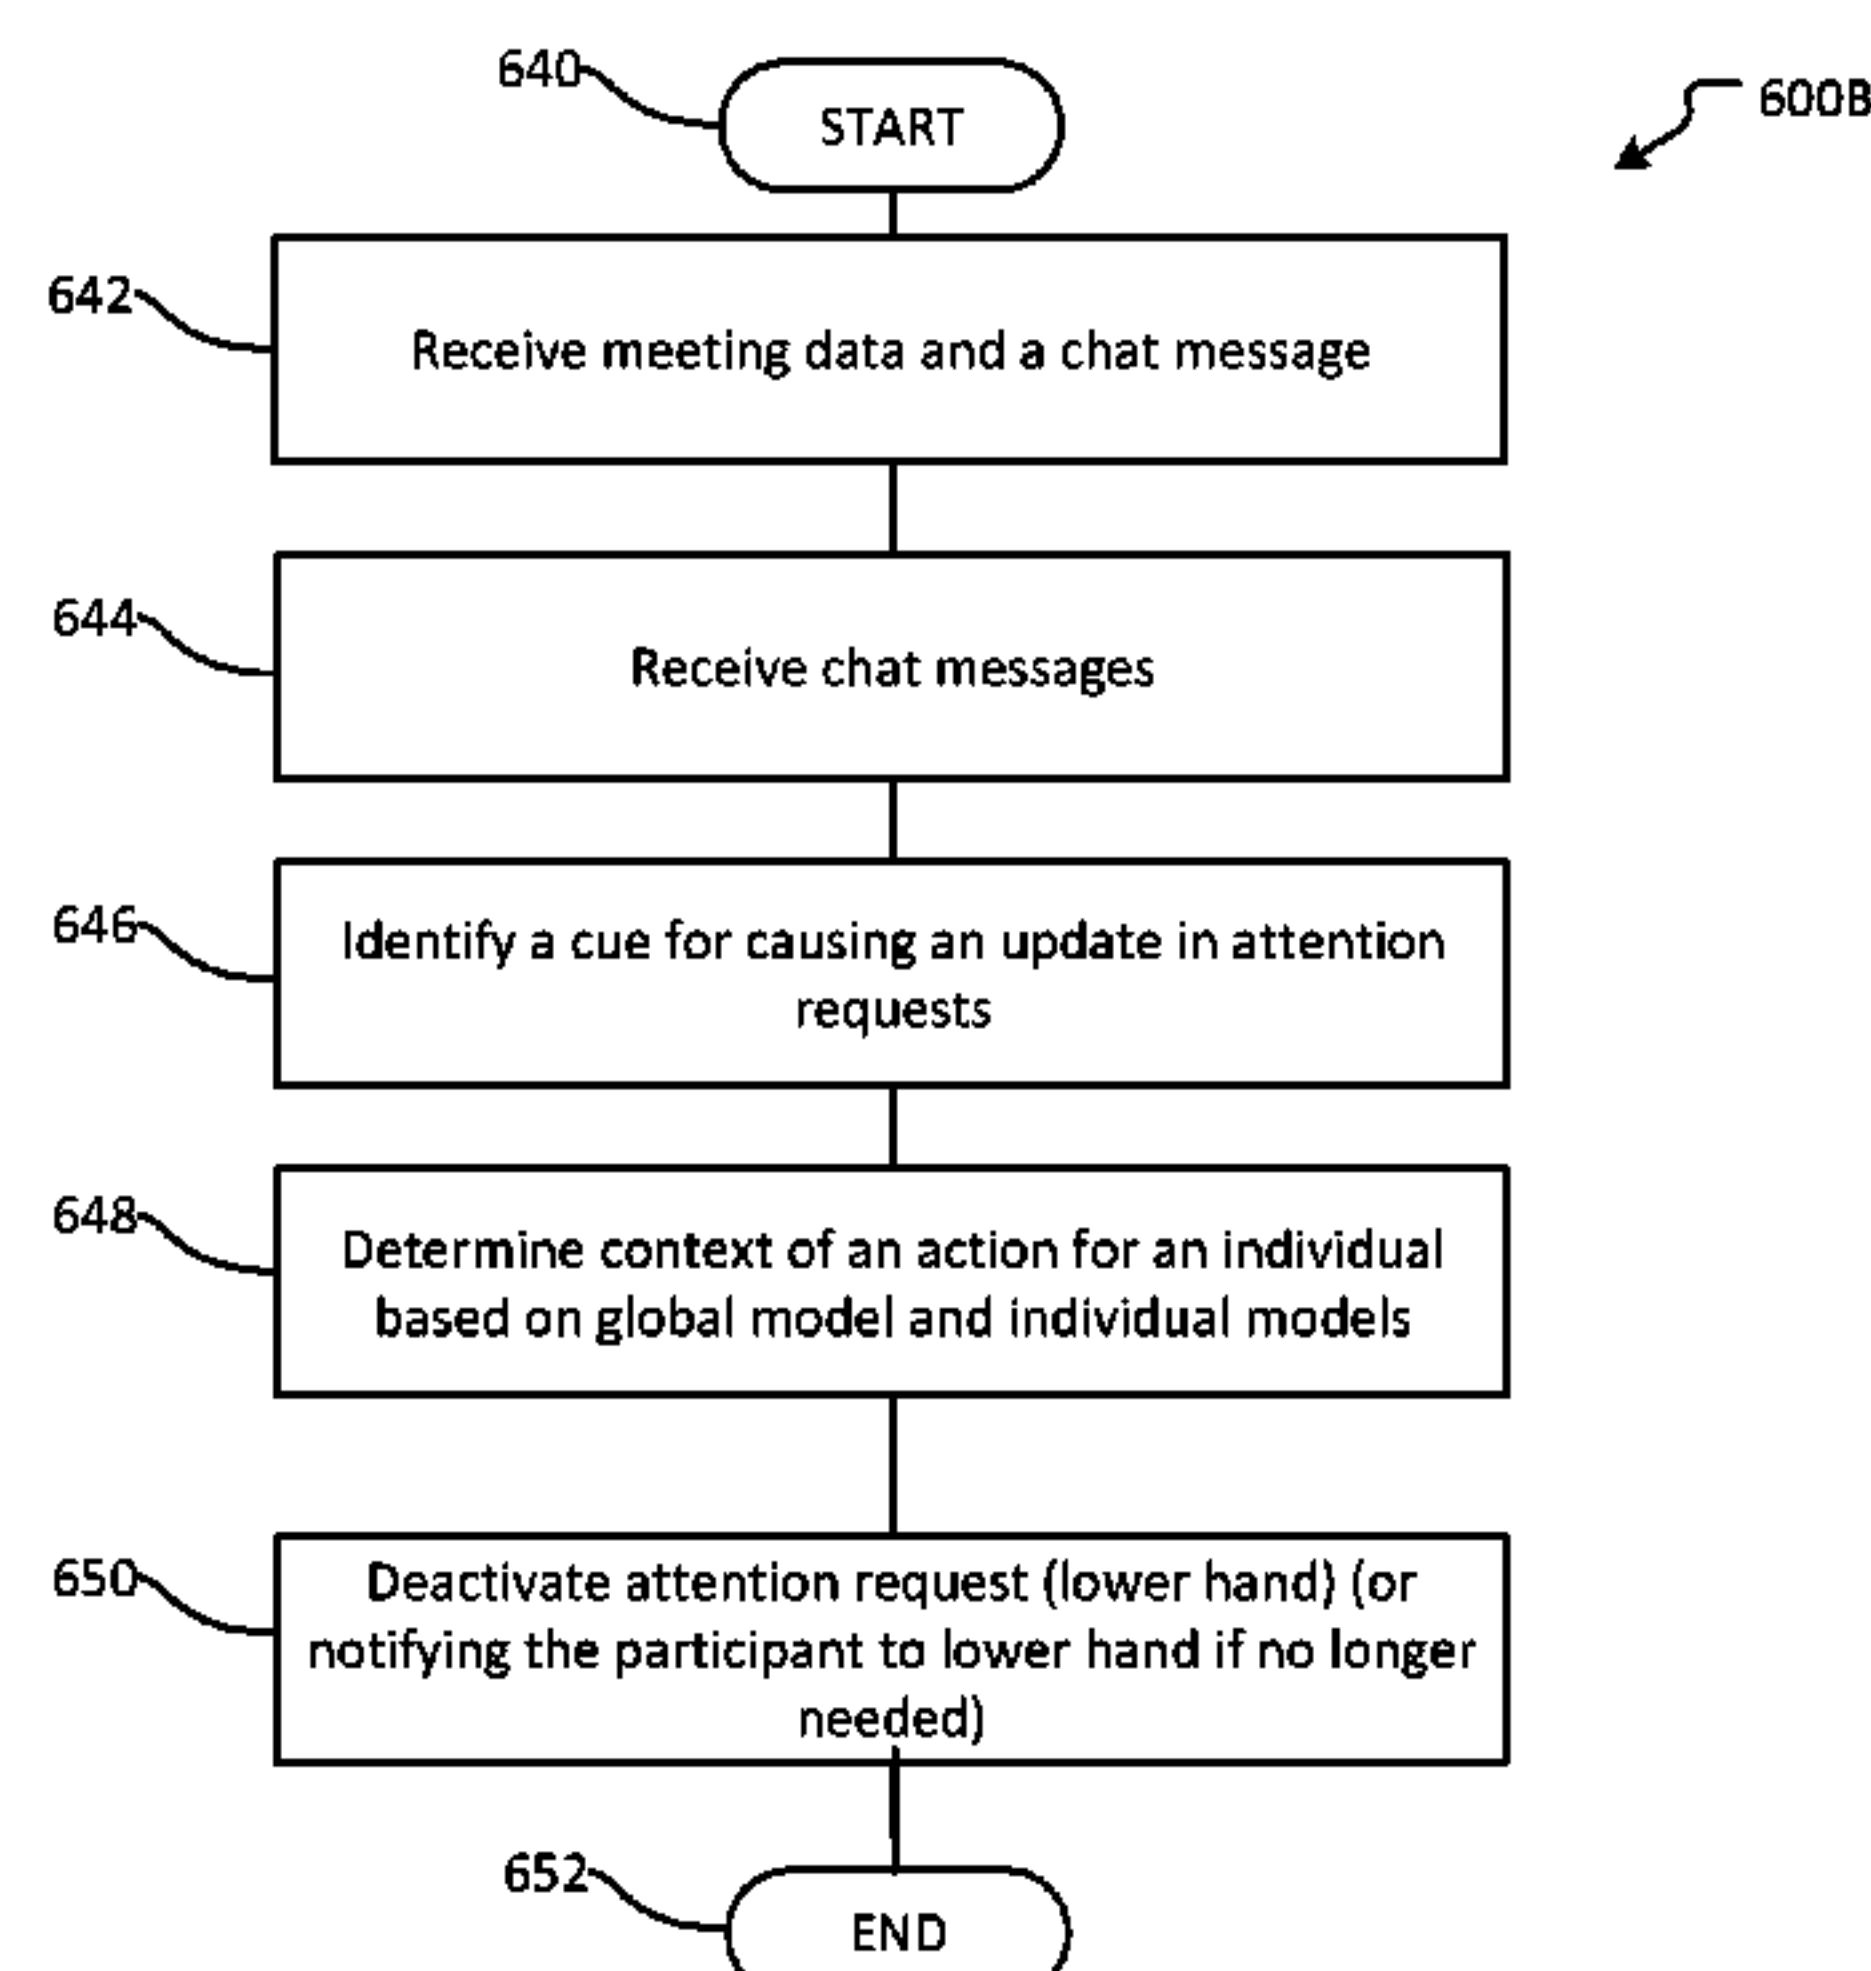 640
START
600B
642
Receive meeting data and a chat message
644
Receive chat messages
646
Identify a cue for causing an update in attention
requests
648
Determine context of an action for an individual
based on global model and individual models
650
Deactivate attention request (lower hand) (or
notifying the participant to lower hand if no longer
needed)
652
END